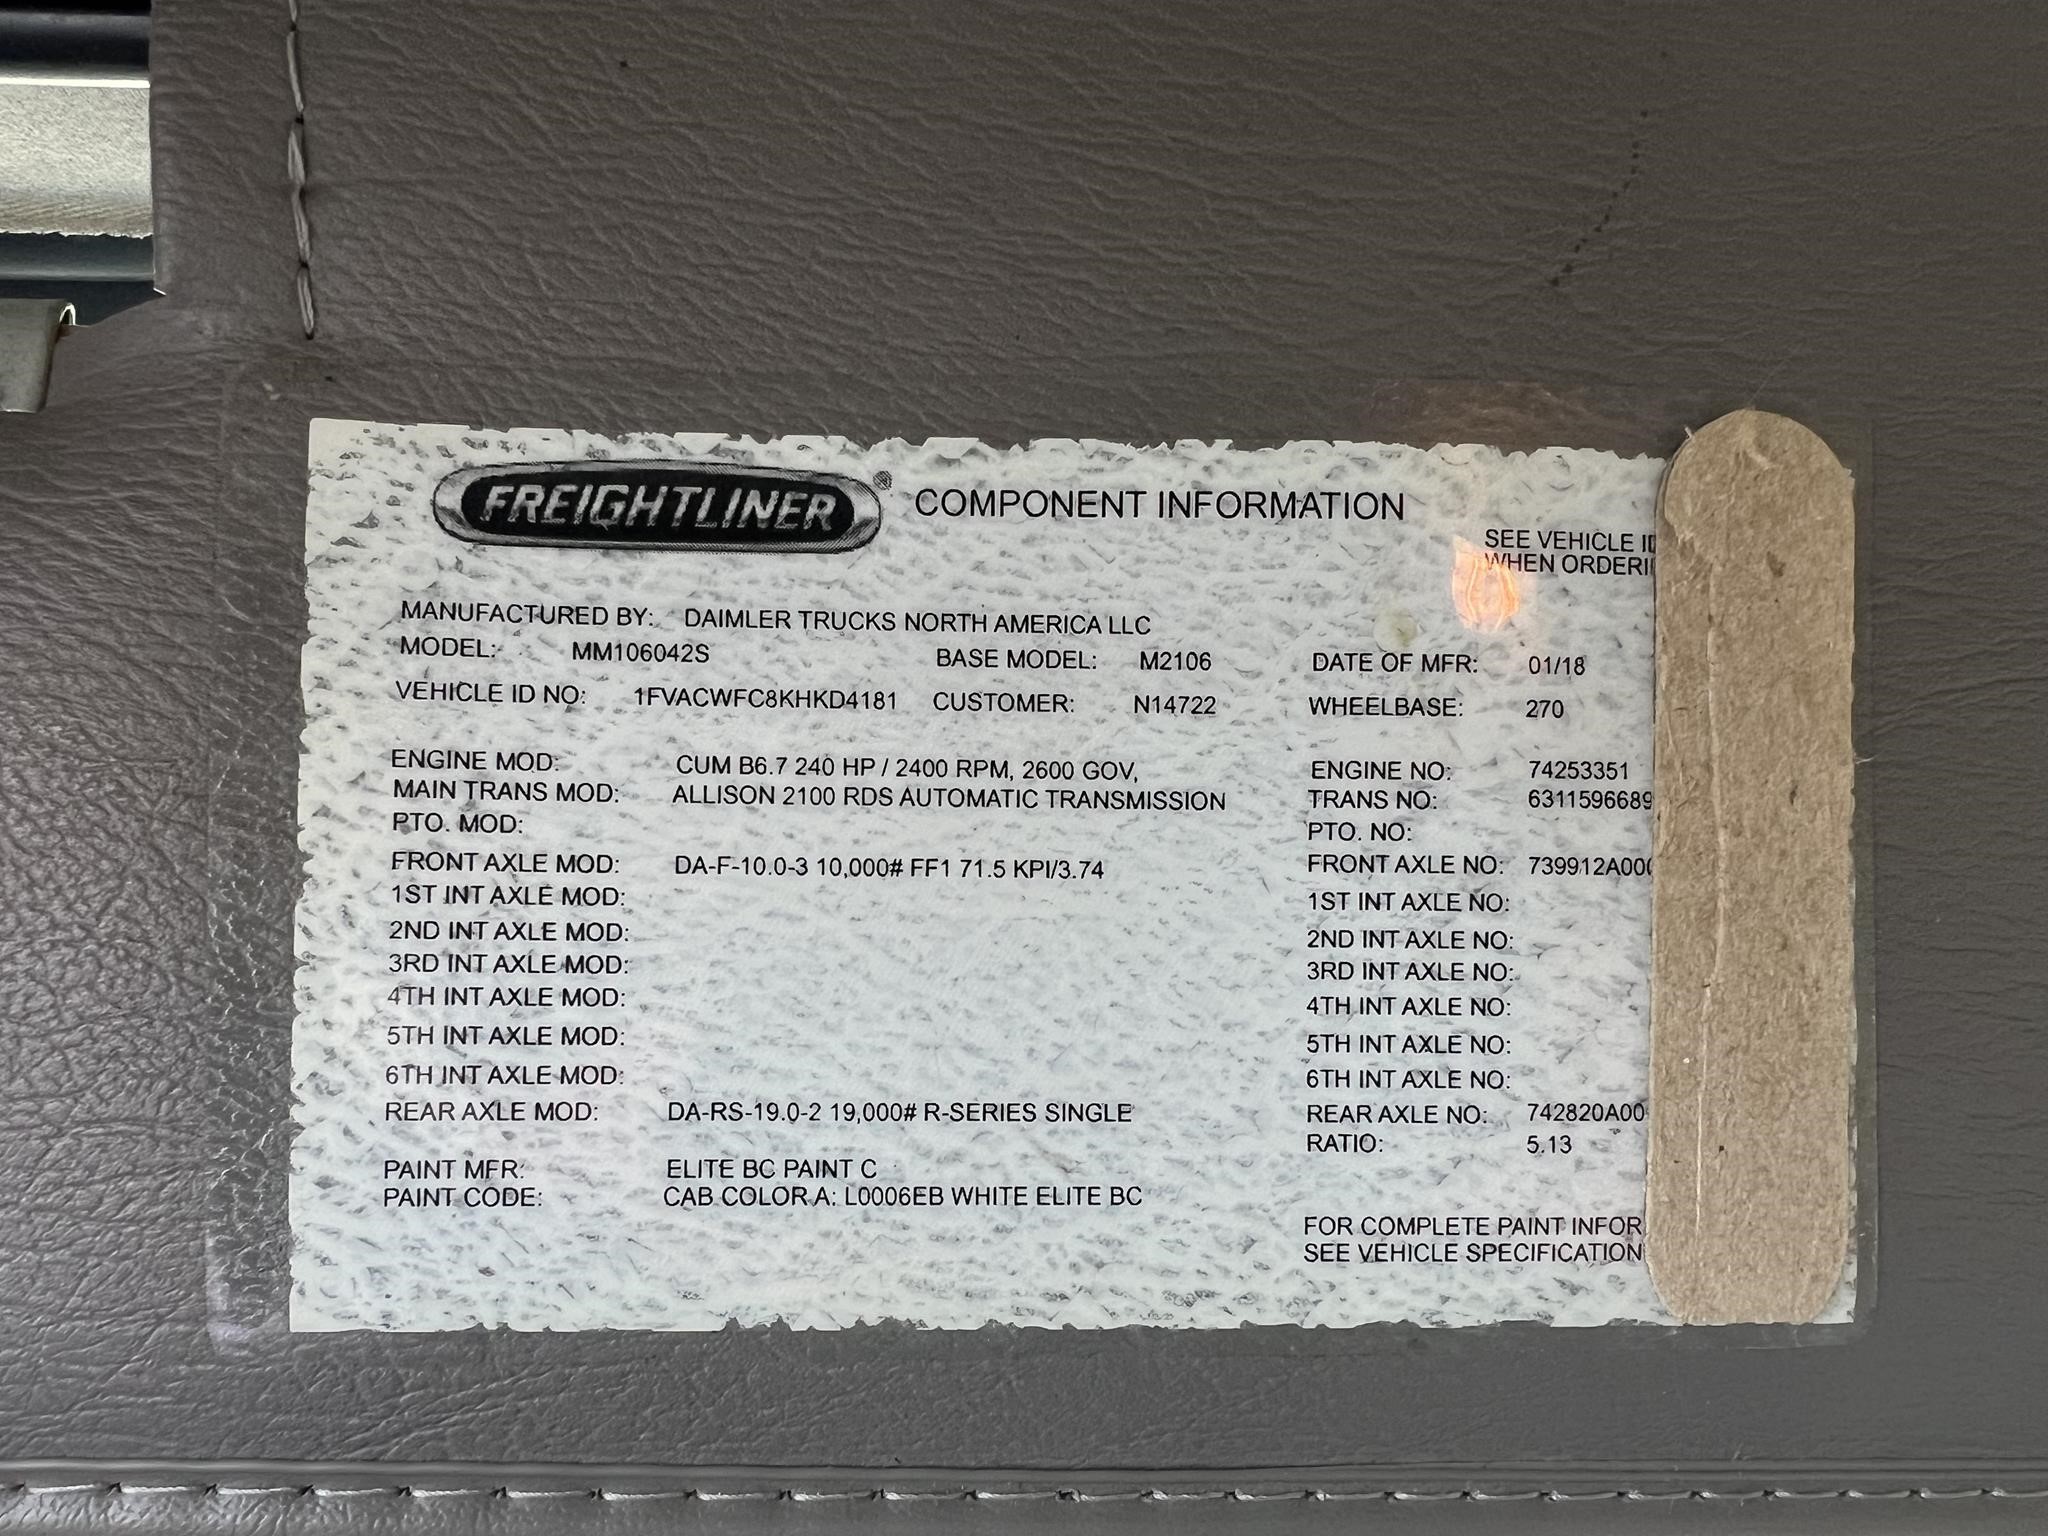 FREIGHTLINER® COMPONENT INFORMATION
SEE VEHICLE
WHEN
MANUFACTURED BY: DAIMLER TRUCKS NORTH AMERICA LLC
MODEL: MM106042S BASE MODEL: M2106 DATE OF MFR: 01/18
VEHICLE ID NO: 1FVACWFC8KHKD4181 CUSTOMER: N14722 WHEELBASE: 270
ENGINE MOD: CUM B6.7 240 HP / 2400 RPM, 2600 GOV, ENGINE NO: 74253351
MAIN TRANS MOD: ALLISON 2100 RDS AUTOMATIC TRANSMISSION TRANS NO: 6311596689
PTO. MOD: PTO. NO:
FRONT AXLE MOD: DA-F-10.0-3 10,000# FF1 71.5 KPI/3.74 FRONT AXLE NO: 739912A00
1ST INT AXLE MOD: 1ST INT AXLE NO:
2ND INT AXLE MOD: 2ND INT AXLE NO:
3RD INT AXLE MOD: 3RD INT AXLE NO:
4TH INT AXLE MOD: 4TH INT AXLE NO:
5TH INT AXLE MOD: 5TH INT AXLE NO:
6TH INT AXLE MOD: 6TH INT AXLE NO:
REAR AXLE MOD: DA-RS-19.0-2 19,000# R-SERIES SINGLE REAR AXLE NO: 742820A00
RATIO: 5.13
PAINT MFR: ELITE BC PAINT C
PAINT CODE: CAB COLOR A: L0006EB WHITE ELITE BC
FOR COMPLETE PAINT INFOR
SEE VEHICLE SPECIFICATION